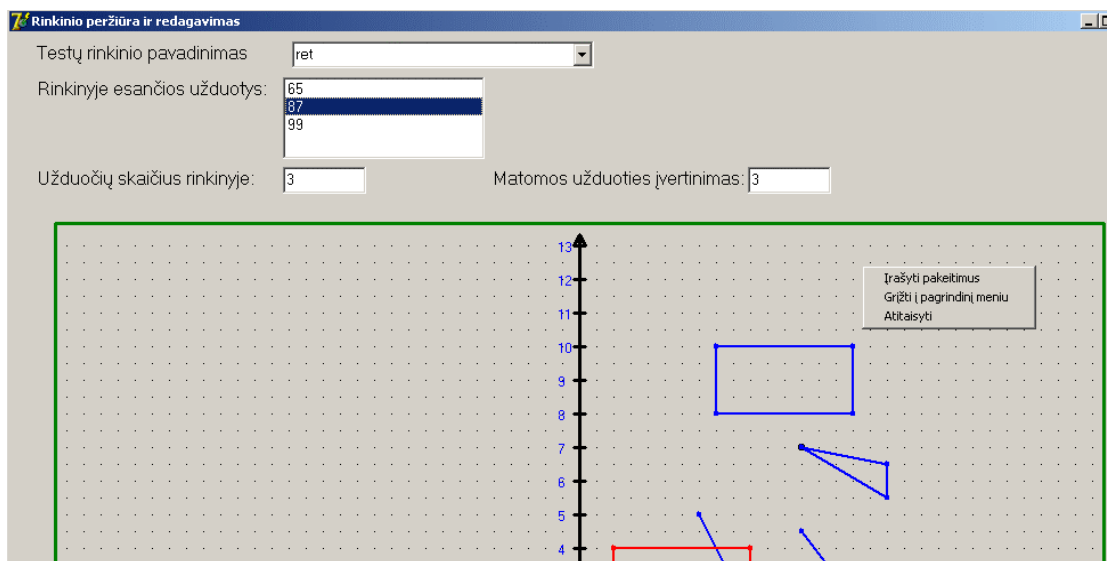 Rinkinio peržiūra ir redagavimas
Testų rinkinio pavadinimas ret
Rinkinyje esančios užduotys: 65
87
99
Užduočių skaičius rinkinyje: 3 Matomos užduoties įvertinimas: 3
13
12
11
10
9
8
7
6
5
4
Įrašyti pakeitimus
Grįžti į pagrindinį meniu
Atitaisyti